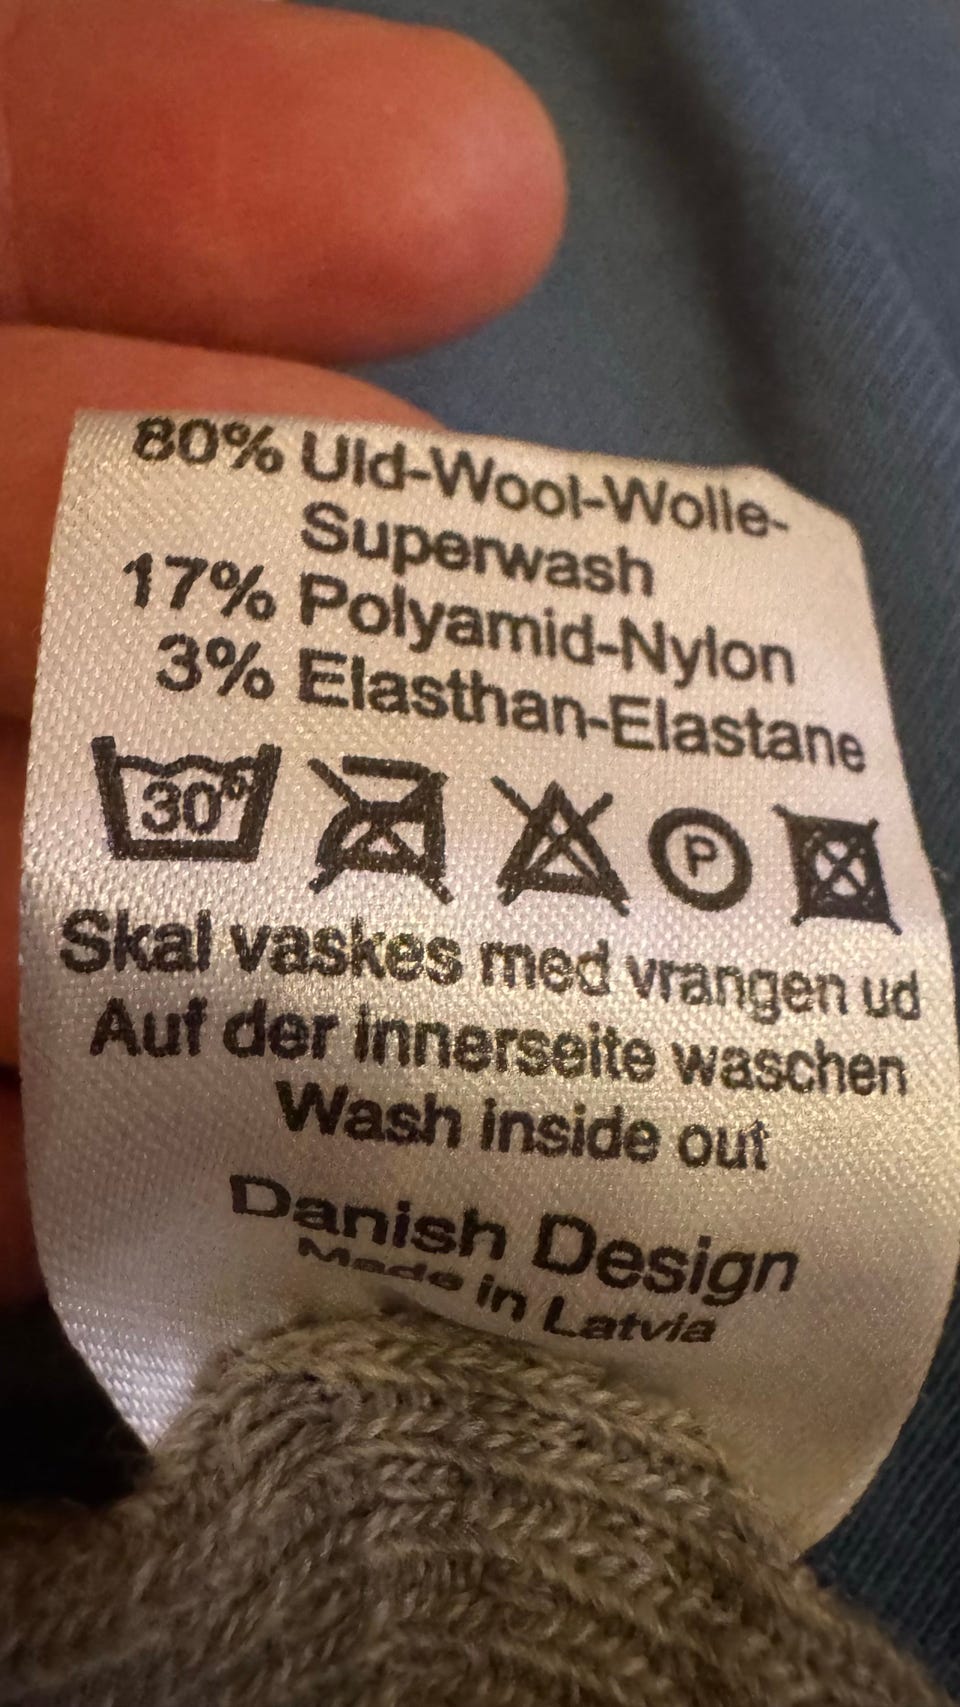 80% Uld-Wool-Wolle-
Superwash
17% Polyamid-Nylon
3% Elasthan-Elastane
30°
P
Skal vaskes med vrangen ud
Auf der innerseite waschen
Wash inside out
Danish Design
Made in Latvia